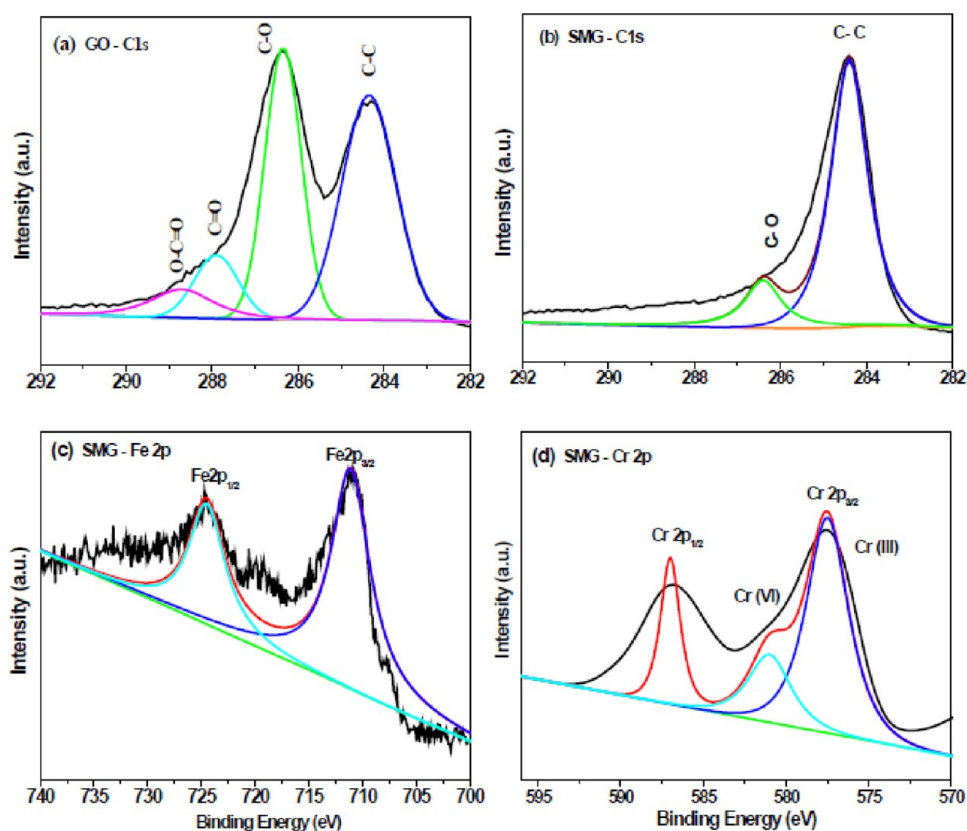 (a) GO - C1s
C-O
C-C
C=O
O-C=O
Intensity (a.u.)
292 290 288 286 284 282
(b) SMG - C1s
C- C
C- O
Intensity (a.u.)
292 290 288 286 284 282
(c) SMG - Fe 2p
Fe2p3/2
Fe2p1/2
Intensity (a.u.)
740 735 730 725 720 715 710 705 700
Binding Energy (eV)
(d) SMG - Cr 2p
Cr 2p3/2
Cr 2p1/2
Cr (III)
Cr (VI)
Intensity (a.u.)
595 590 585 580 575 570
Binding Energy (eV)